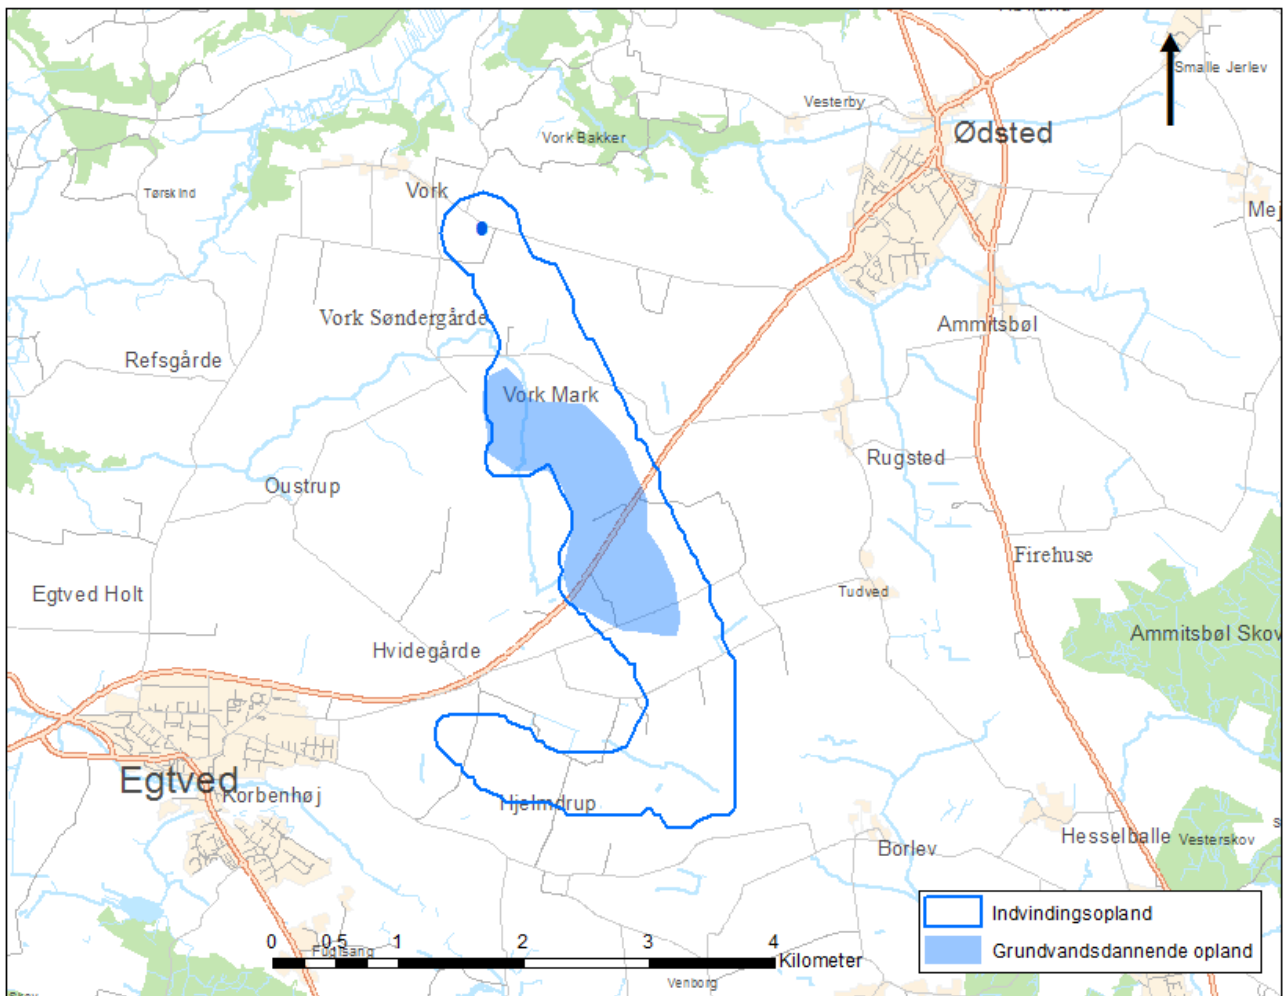 Smalle Jerlev
Vesterby
Ødsted
Vork Bakker
Vork
Tørskind
Mej
Vork Søndergårde
Ammitsbøl
Refsgårde
Vork Mark
Rugsted
Oustrup
Firehuse
Egtved Holt
Tudved
Ammitsbøl Skov
Hvidegårde
Egtved
Korbenhøj
Hjelmdrup
Hesselballe
Vesterskov
Borlev
Indvindingsopland
Grundvandsdannende opland
0 0,5 1 2 3 4
Kilometer
Fuglsang
Venborg